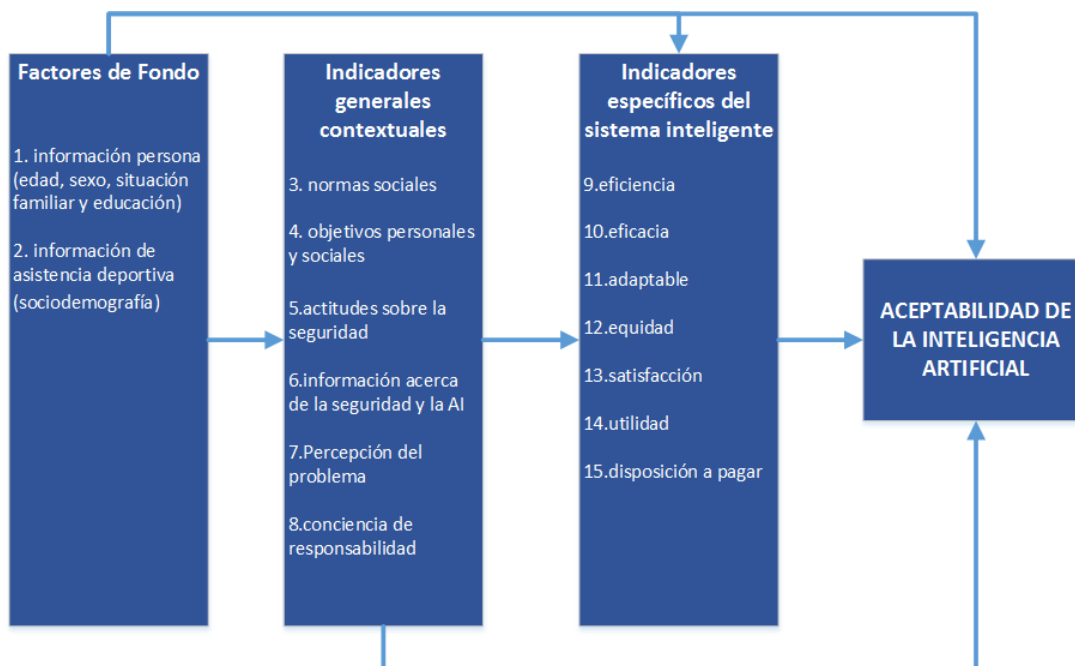 Factores de Fondo
1. información persona
(edad, sexo, situación
familiar y educación)
2. información de
asistencia deportiva
(sociodemografía)
Indicadores
generales
contextuales
3. normas sociales
4. objetivos personales
y sociales
5.actitudes sobre la
seguridad
6.información acerca
de la seguridad y la AI
7.Percepción del
problema
8.conciencia de
responsabilidad
Indicadores
específicos del
sistema inteligente
9.eficiencia
10.eficacia
11.adaptable
12.equidad
13.satisfacción
14.utilidad
15.disposición a pagar
ACEPTABILIDAD DE
LA INTELIGENCIA
ARTIFICIAL